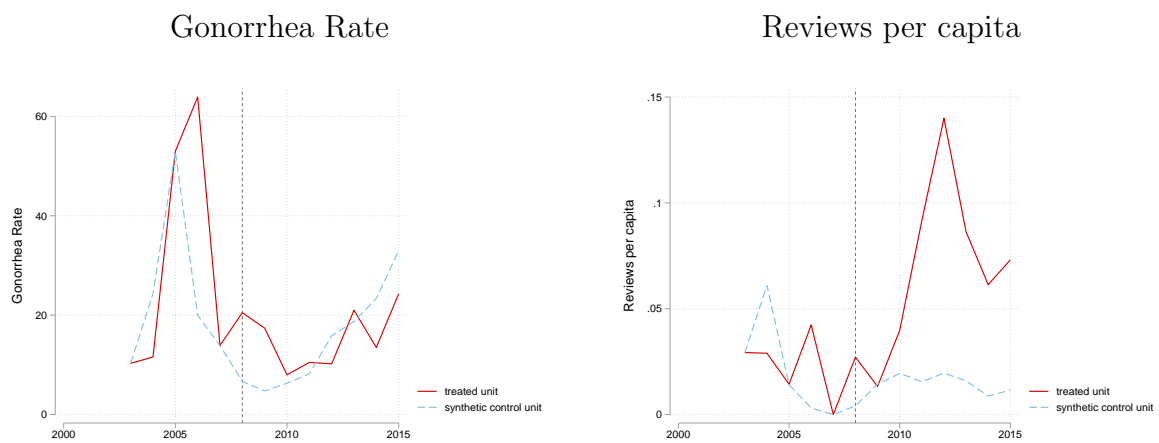 Gonorrhea Rate
Gonorrhea Rate
60
40
20
0
2000 2005 2010 2015
treated unit
synthetic control unit
Reviews per capita
Reviews per capita
.15
.1
.05
0
2000 2005 2010 2015
treated unit
synthetic control unit